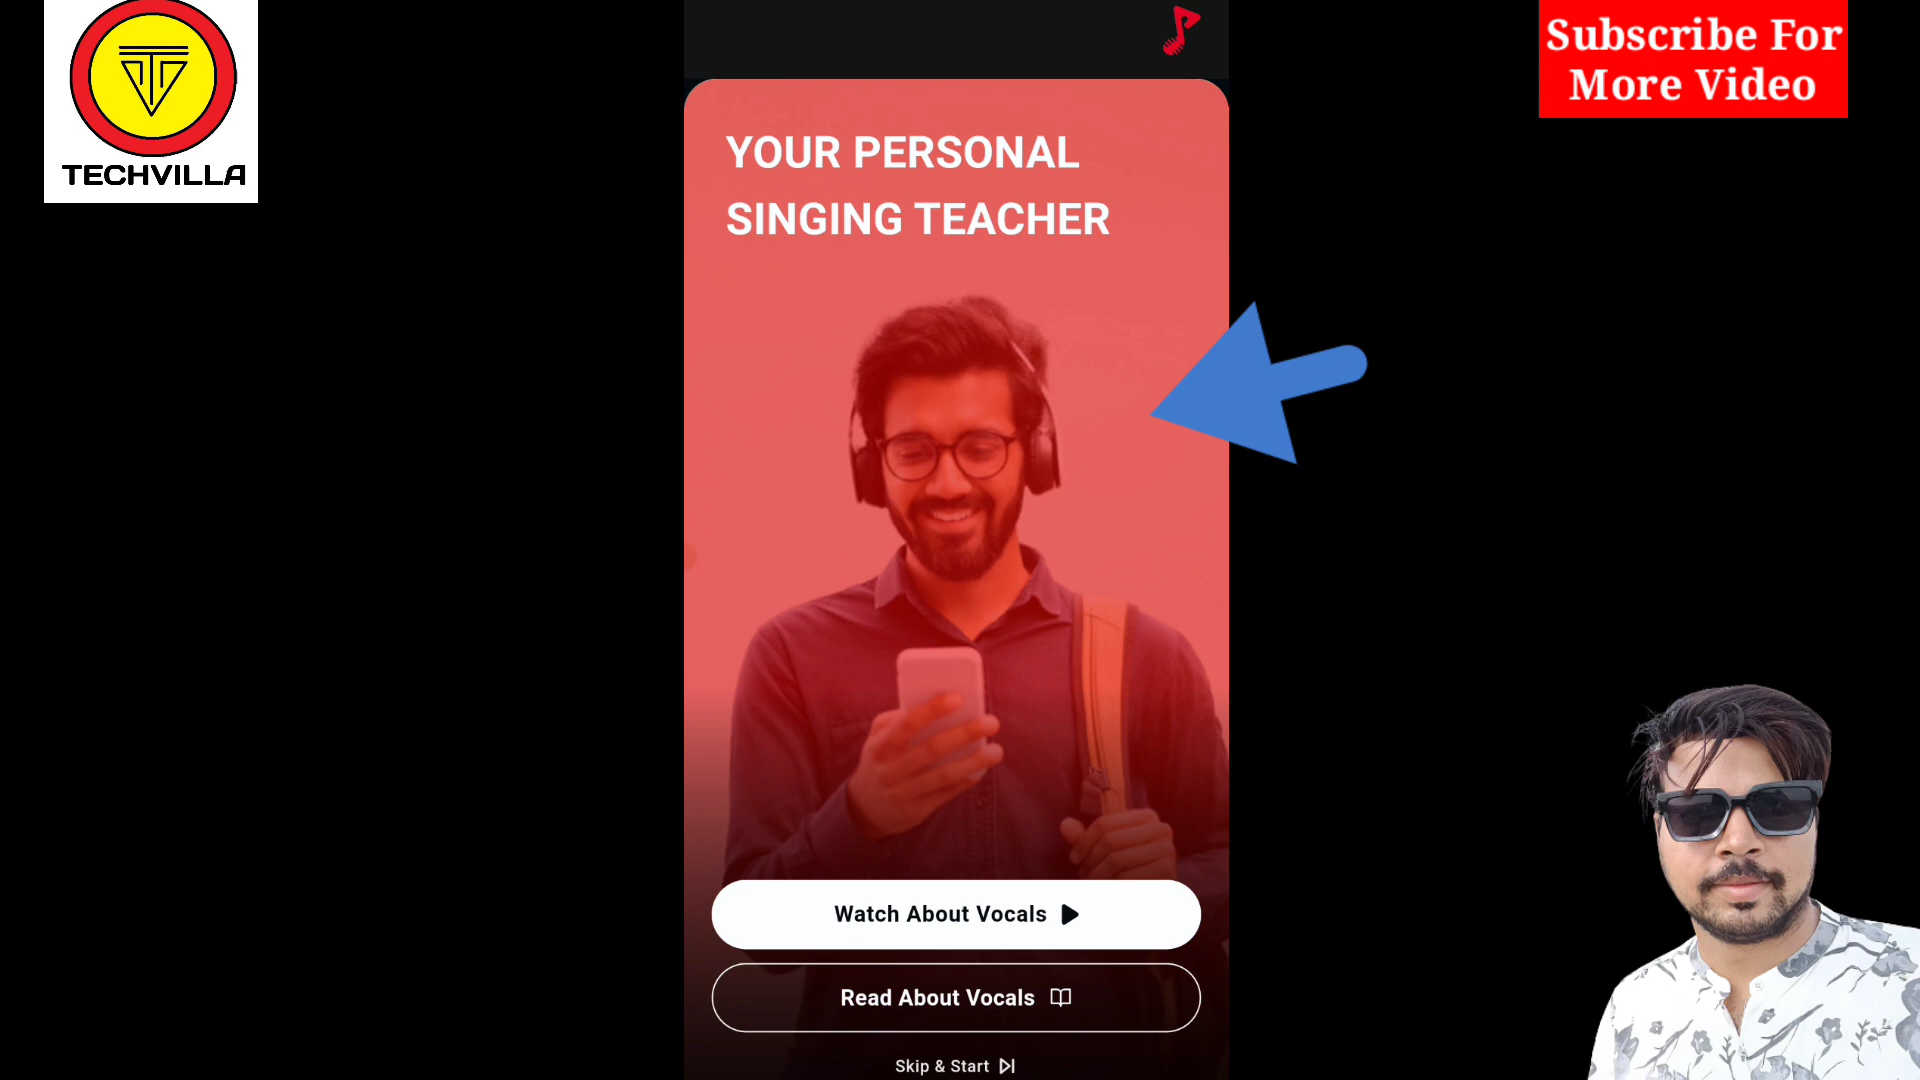 TECHVILLA
Subscribe For
More Video
YOUR PERSONAL
SINGING TEACHER
Watch About Vocals
Read About Vocals
Skip & Start